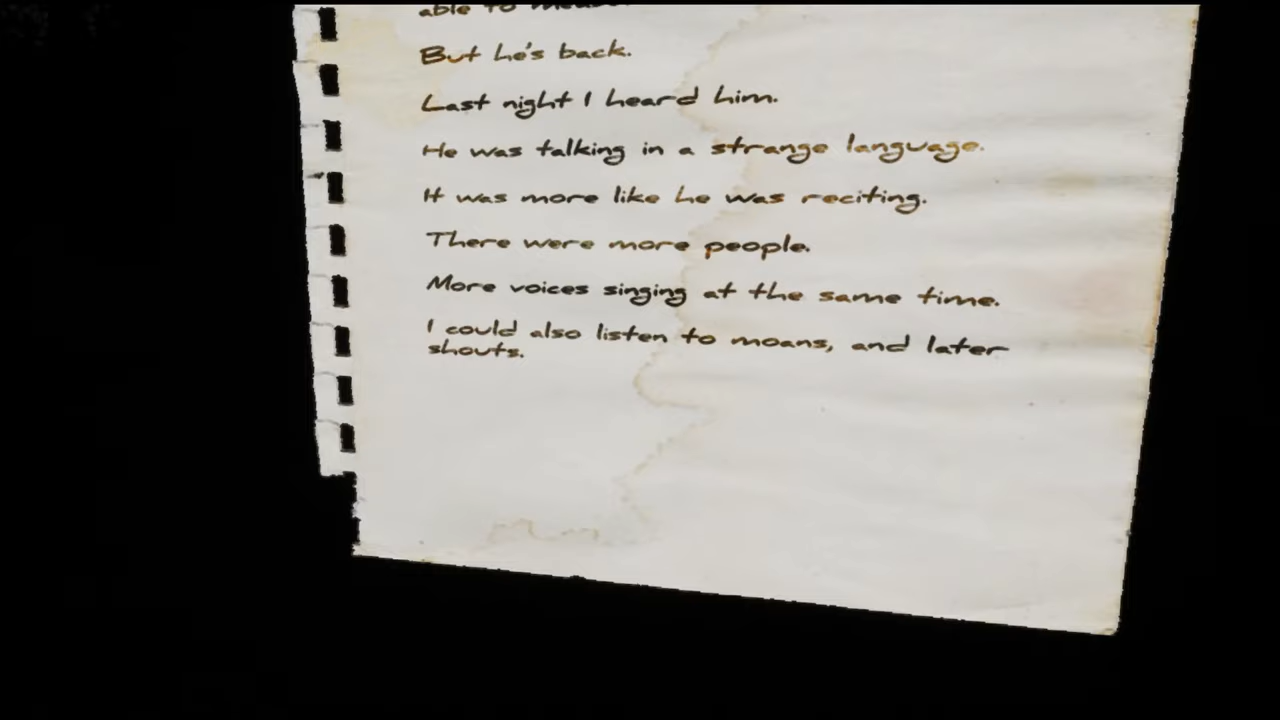 able to
But he's back.
Last night I heard him.
He was talking in a strange language.
It was more like he was reciting.
There were more people.
More voices singing at the same time.
I could also listen to moans, and later
shouts.